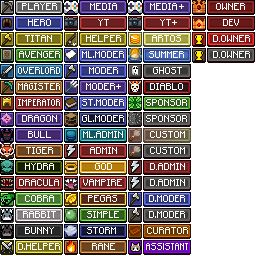 PLAYER MEDIA MEDIA+ OWNER
HERO YT YT+ DEV
TITAN HELPER ARTOS D.OWNER
AVENGER ML.MODER SUMMER D.OWNER
OVERLORD MODER GHOST
MAGISTER MODER+ DIABLO
IMPERATOR ST.MODER SPONSOR
DRAGON GL.MODER SPONSOR
BULL ML.ADMIN CUSTOM
TIGER ADMIN CUSTOM
HYDRA GOD D.ADMIN
DRACULA VAMPIRE D.ADMIN
COBRA PEGAS D.MODER
RABBIT SIMPLE D.MODER
BUNNY STORM CURATOR
D.HELPER RANE ASSISTANT